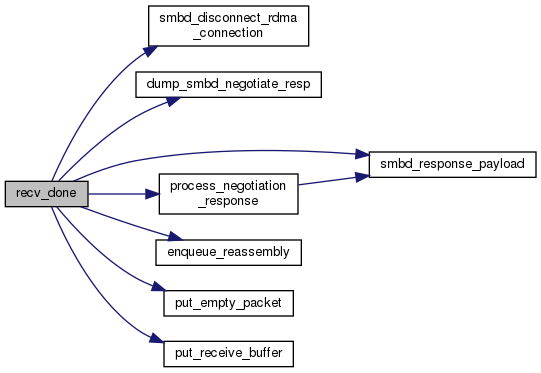 smbd_disconnect_rdma
_connection
dump_smbd_negotiate_resp
smbd_response_payload
recv_done
process_negotiation
_response
enqueue_reassembly
put_empty_packet
put_receive_buffer